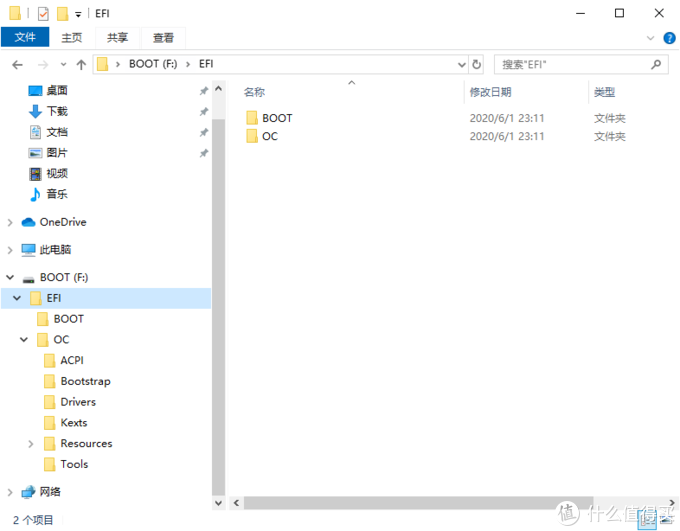 EFI
文件 主页 共享 查看
BOOT (F:) EFI
搜索"EFI"
名称 修改日期 类型
桌面
下载
文档
图片
视频
音乐
OneDrive
此电脑
BOOT (F:)
EFI
BOOT
OC
ACPI
Bootstrap
Drivers
Kexts
Resources
Tools
网络
BOOT 2020/6/1 23:11 文件夹
OC 2020/6/1 23:11 文件夹
2 个项目
值 什么值得买